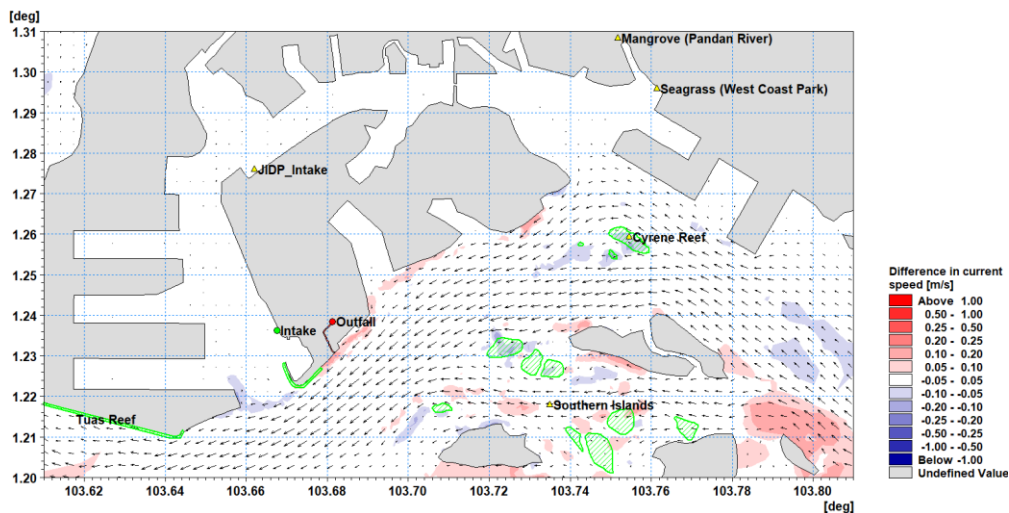 [deg]
1.31
Mangrove (Pandan River)
1.30
Seagrass (West Coast Park)
1.29
1.28
JIDP_Intake
1.27
1.26
Cyrene Reef
1.25
1.24
Intake
Outfall
1.23
1.22
Southern Islands
Tuas Reef
1.21
1.20
103.62 103.64 103.66 103.68 103.70 103.72 103.74 103.76 103.78 103.80
[deg]
Difference in current
speed [m/s]
Above 1.00
0.50 - 1.00
0.25 - 0.50
0.20 - 0.25
0.10 - 0.20
0.05 - 0.10
-0.05 - 0.05
-0.10 - -0.05
-0.20 - -0.10
-0.25 - -0.20
-0.50 - -0.25
-1.00 - -0.50
Below -1.00
Undefined Value